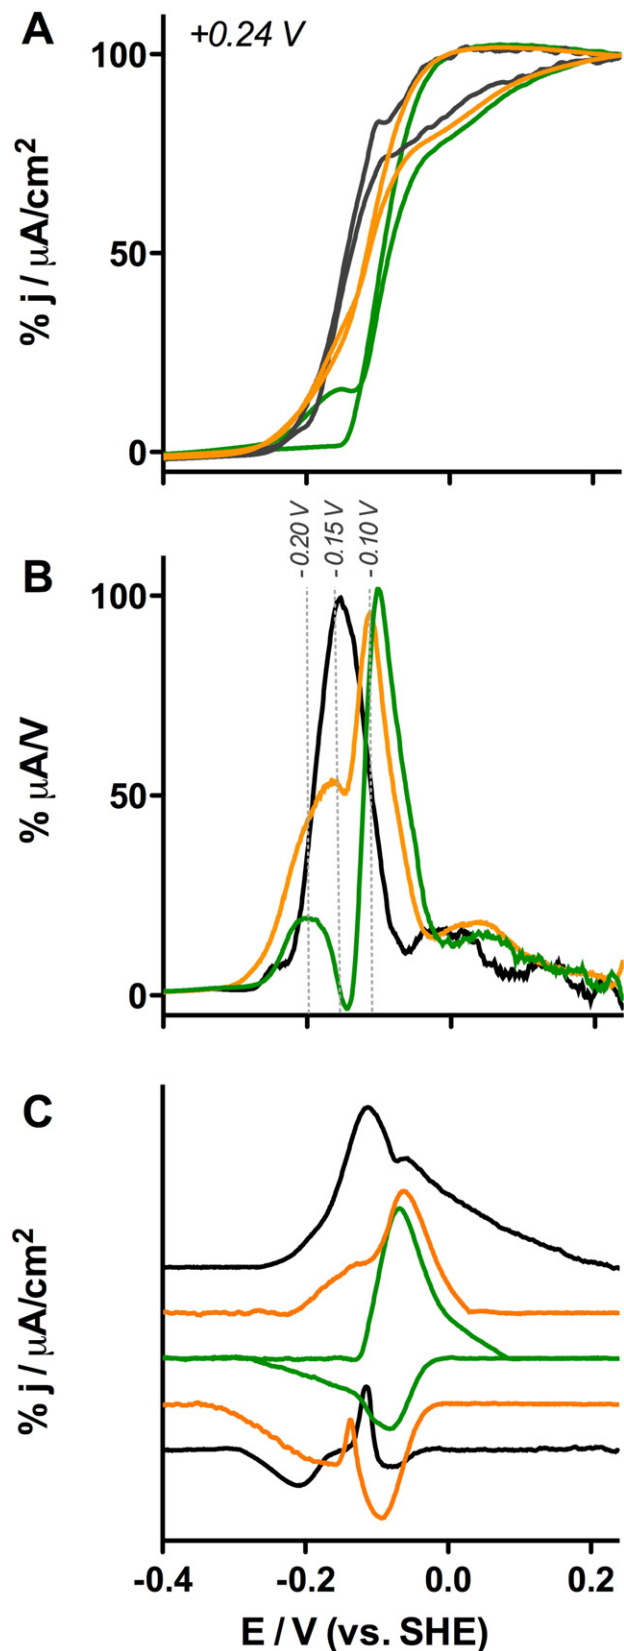 A
+0.24 V
100
50
0
% j / µA/cm2
- 0.20 V
- 0.15 V
- 0.10 V
B
100
50
0
% µA/V
C
% j / µA/cm2
-0.4
-0.2
0.0
0.2
E / V (vs. SHE)